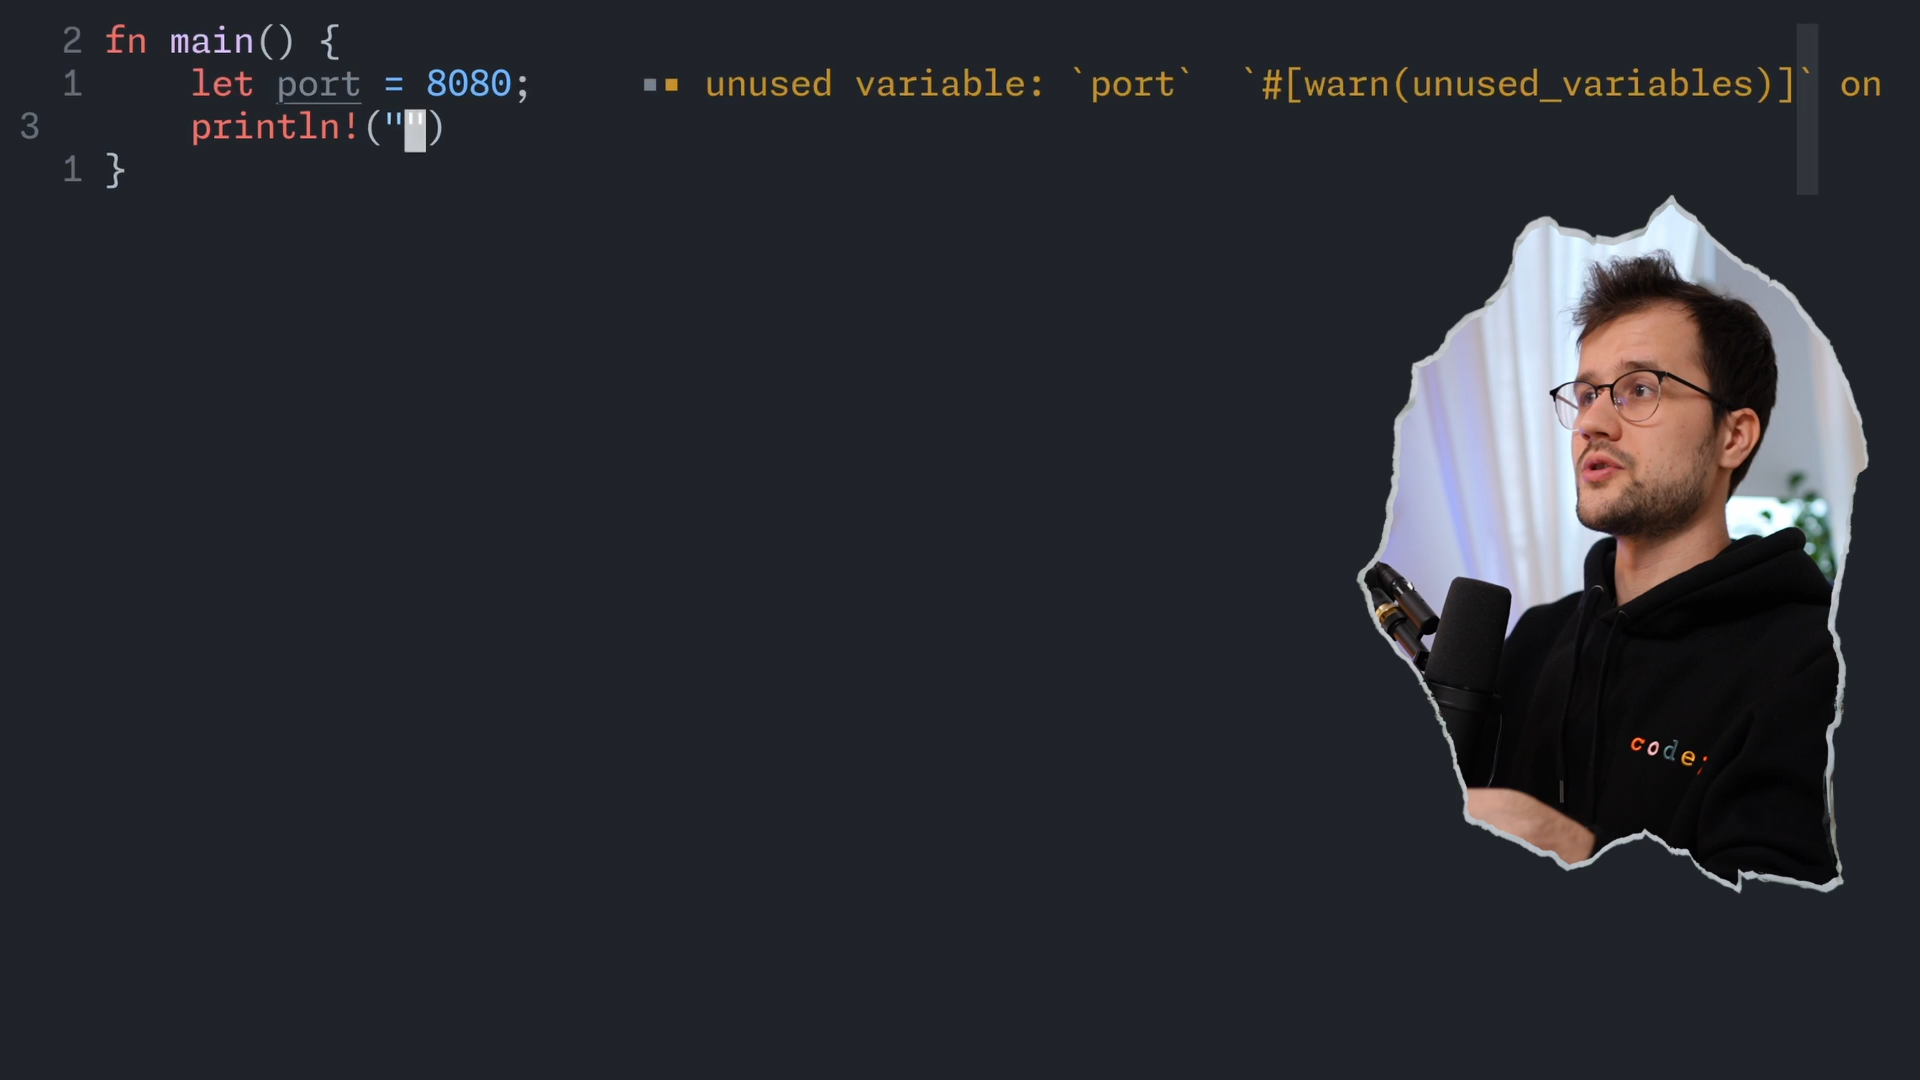 2 fn main() {
1 let port = 8080; ▪▪ unused variable: `port` `#[warn(unused_variables)]` on
3 println!("")
1 }
code;